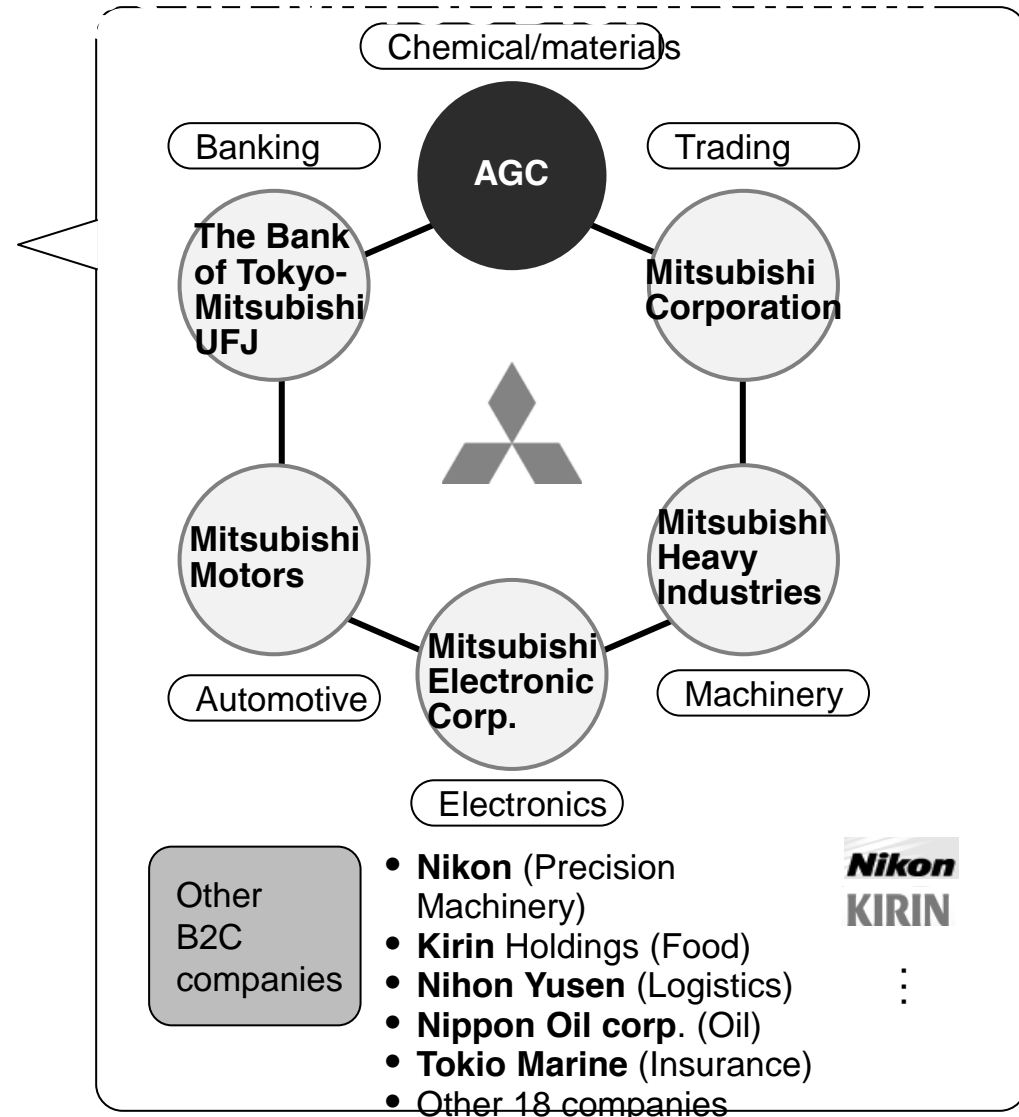 Chemical/materials
Banking
Trading
AGC
The Bank
of Tokyo-
Mitsubishi
UFJ
Mitsubishi
Corporation
Mitsubishi
Motors
Mitsubishi
Heavy
Industries
Mitsubishi
Electronic
Corp.
Automotive
Machinery
Electronics
Other
B2C
companies
• Nikon (Precision
Machinery)
• Kirin Holdings (Food)
• Nihon Yusen (Logistics)
• Nippon Oil corp. (Oil)
• Tokio Marine (Insurance)
• Other 18 companies
Nikon
KIRIN
⋮